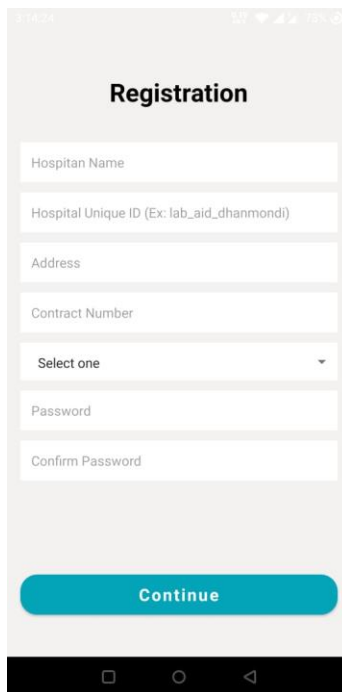 Registration
Hospitan Name
Hospital Unique ID (Ex: lab_aid_dhanmondi)
Address
Contract Number
Select one
Password
Confirm Password
Continue